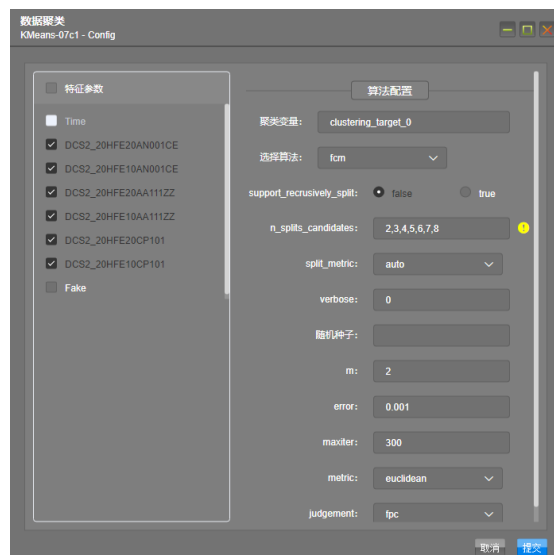 数据聚类
KMeans-07c1 - Config
特征参数
Time
DCS2_20HFE20AN001CE
DCS2_20HFE10AN001CE
DCS2_20HFE20AA111ZZ
DCS2_20HFE10AA111ZZ
DCS2_20HFE20CP101
DCS2_20HFE10CP101
Fake
算法配置
聚类变量: clustering_target_0
选择算法: fcm
support_recrusively_split: false true
n_splits_candidates: 2,3,4,5,6,7,8
split_metric: auto
verbose: 0
随机种子:
m: 2
error: 0.001
maxiter: 300
metric: euclidean
judgement: fpc
取消 提交